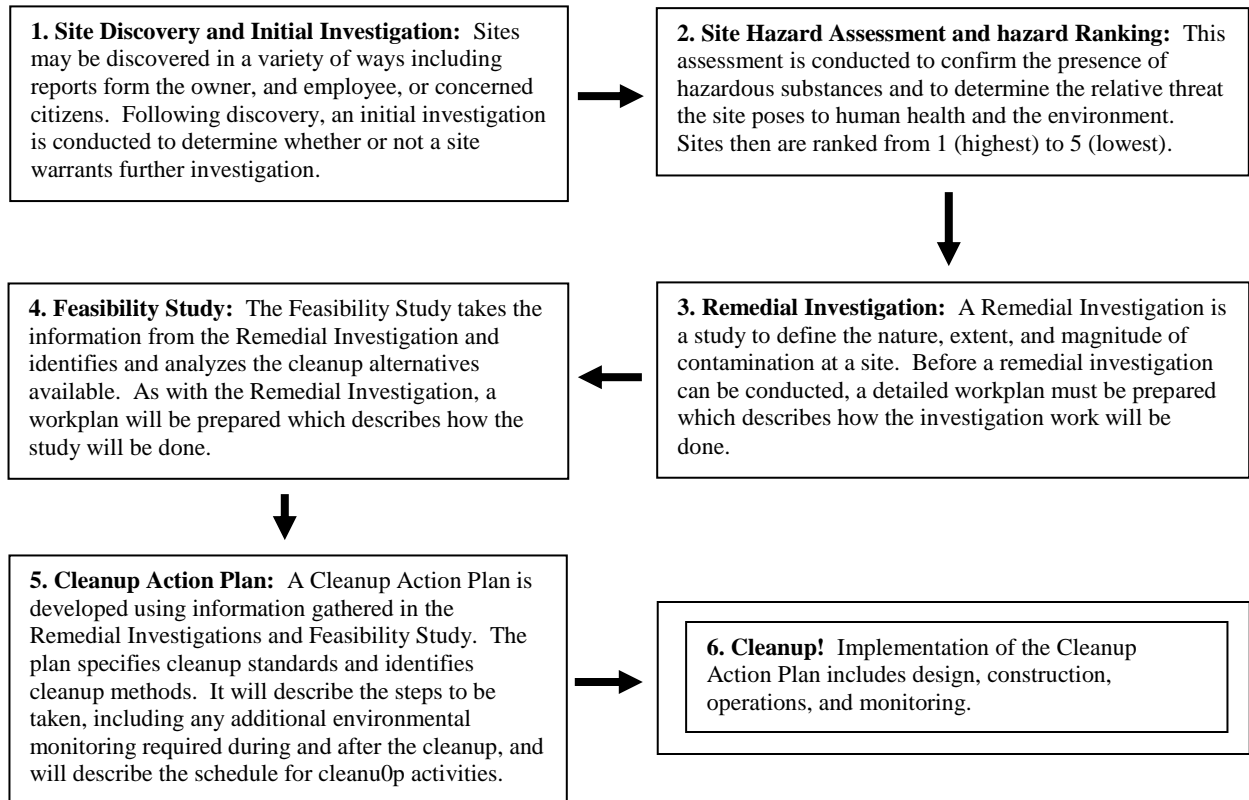 1. Site Discovery and Initial Investigation: Sites
may be discovered in a variety of ways including
reports form the owner, and employee, or concerned
citizens. Following discovery, an initial investigation
is conducted to determine whether or not a site
warrants further investigation.
2. Site Hazard Assessment and hazard Ranking: This
assessment is conducted to confirm the presence of
hazardous substances and to determine the relative threat
the site poses to human health and the environment.
Sites then are ranked from 1 (highest) to 5 (lowest).
3. Remedial Investigation: A Remedial Investigation is
a study to define the nature, extent, and magnitude of
contamination at a site. Before a remedial investigation
can be conducted, a detailed workplan must be prepared
which describes how the investigation work will be
done.
4. Feasibility Study: The Feasibility Study takes the
information from the Remedial Investigation and
identifies and analyzes the cleanup alternatives
available. As with the Remedial Investigation, a
workplan will be prepared which describes how the
study will be done.
5. Cleanup Action Plan: A Cleanup Action Plan is
developed using information gathered in the
Remedial Investigations and Feasibility Study. The
plan specifies cleanup standards and identifies
cleanup methods. It will describe the steps to be
taken, including any additional environmental
monitoring required during and after the cleanup, and
will describe the schedule for cleanu0p activities.
6. Cleanup! Implementation of the Cleanup
Action Plan includes design, construction,
operations, and monitoring.